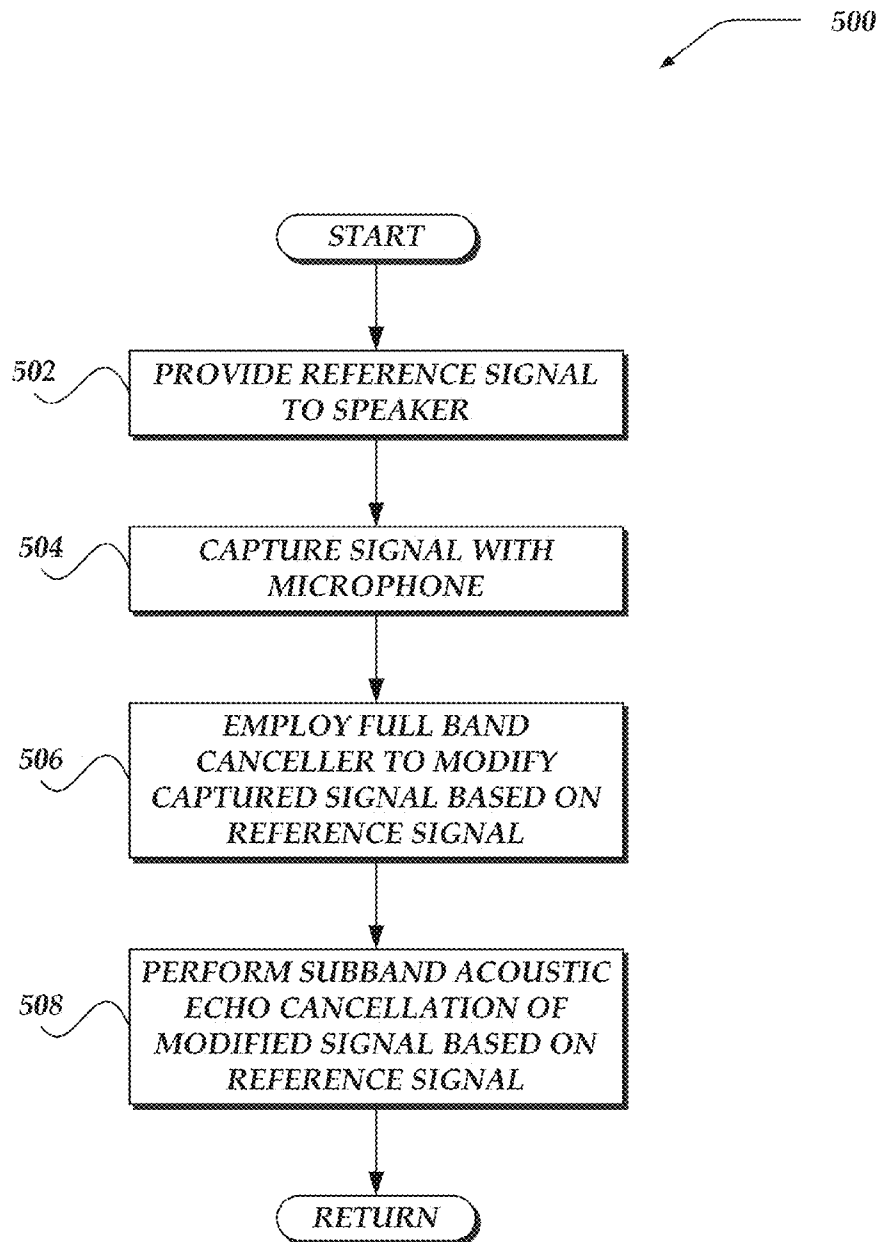 500
START
502
PROVIDE REFERENCE SIGNAL
TO SPEAKER
504
CAPTURE SIGNAL WITH
MICROPHONE
506
EMPLOY FULL BAND
CANCELLER TO MODIFY
CAPTURED SIGNAL BASED ON
REFERENCE SIGNAL
508
PERFORM SUBBAND ACOUSTIC
ECHO CANCELLATION OF
MODIFIED SIGNAL BASED ON
REFERENCE SIGNAL
RETURN